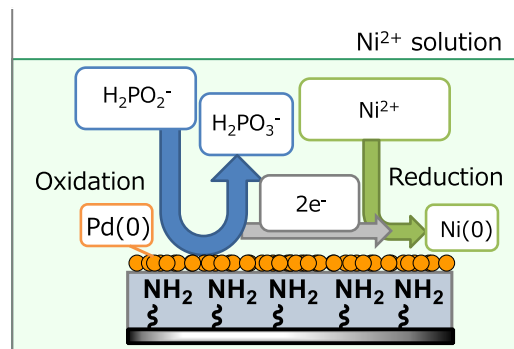 Ni²⁺ solution
H₂PO₂⁻
H₂PO₃⁻
Ni²⁺
Oxidation
Reduction
2e⁻
Pd(0)
Ni(0)
NH₂ NH₂ NH₂ NH₂ NH₂